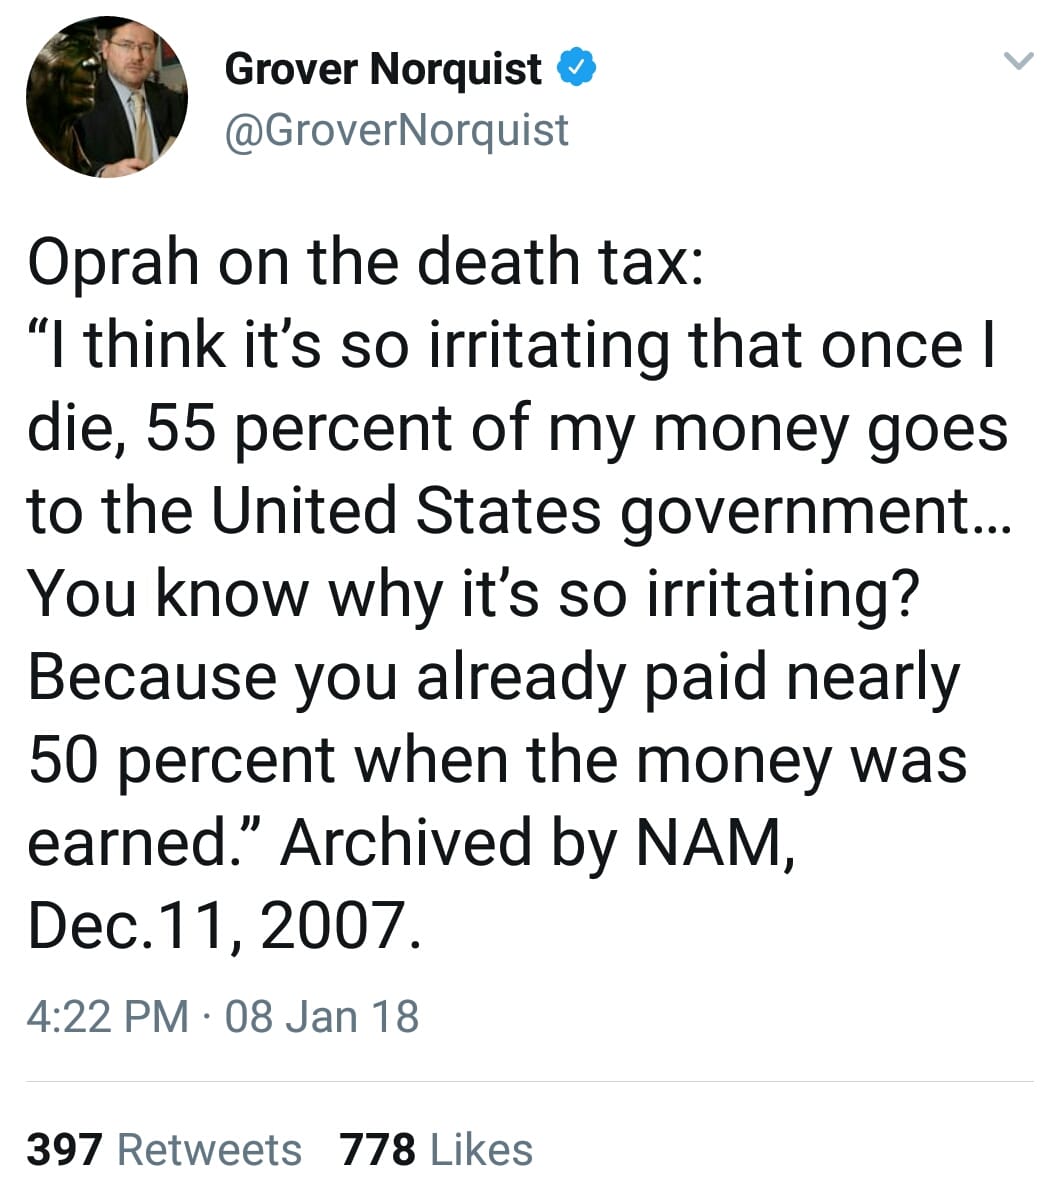 Grover Norquist
@GroverNorquist
Oprah on the death tax:
“I think it’s so irritating that once I
die, 55 percent of my money goes
to the United States government…
You know why it’s so irritating?
Because you already paid nearly
50 percent when the money was
earned.” Archived by NAM,
Dec.11, 2007.
4:22 PM · 08 Jan 18
397 Retweets 778 Likes